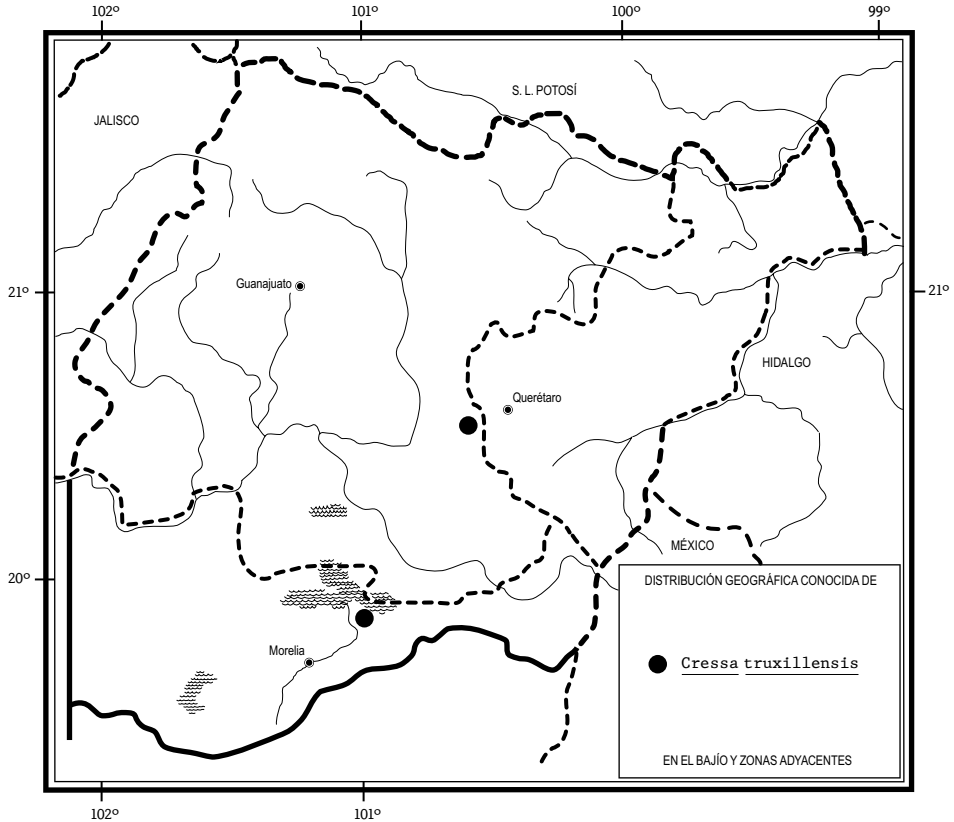 102º 101º 100º 99º
S. L. POTOSÍ
JALISCO
Guanajuato
21º 21º
HIDALGO
Querétaro
MÉXICO
20º
DISTRIBUCIÓN GEOGRÁFICA CONOCIDA DE
Morelia
Cressa truxillensis
EN EL BAJÍO Y ZONAS ADYACENTES
102º 101º